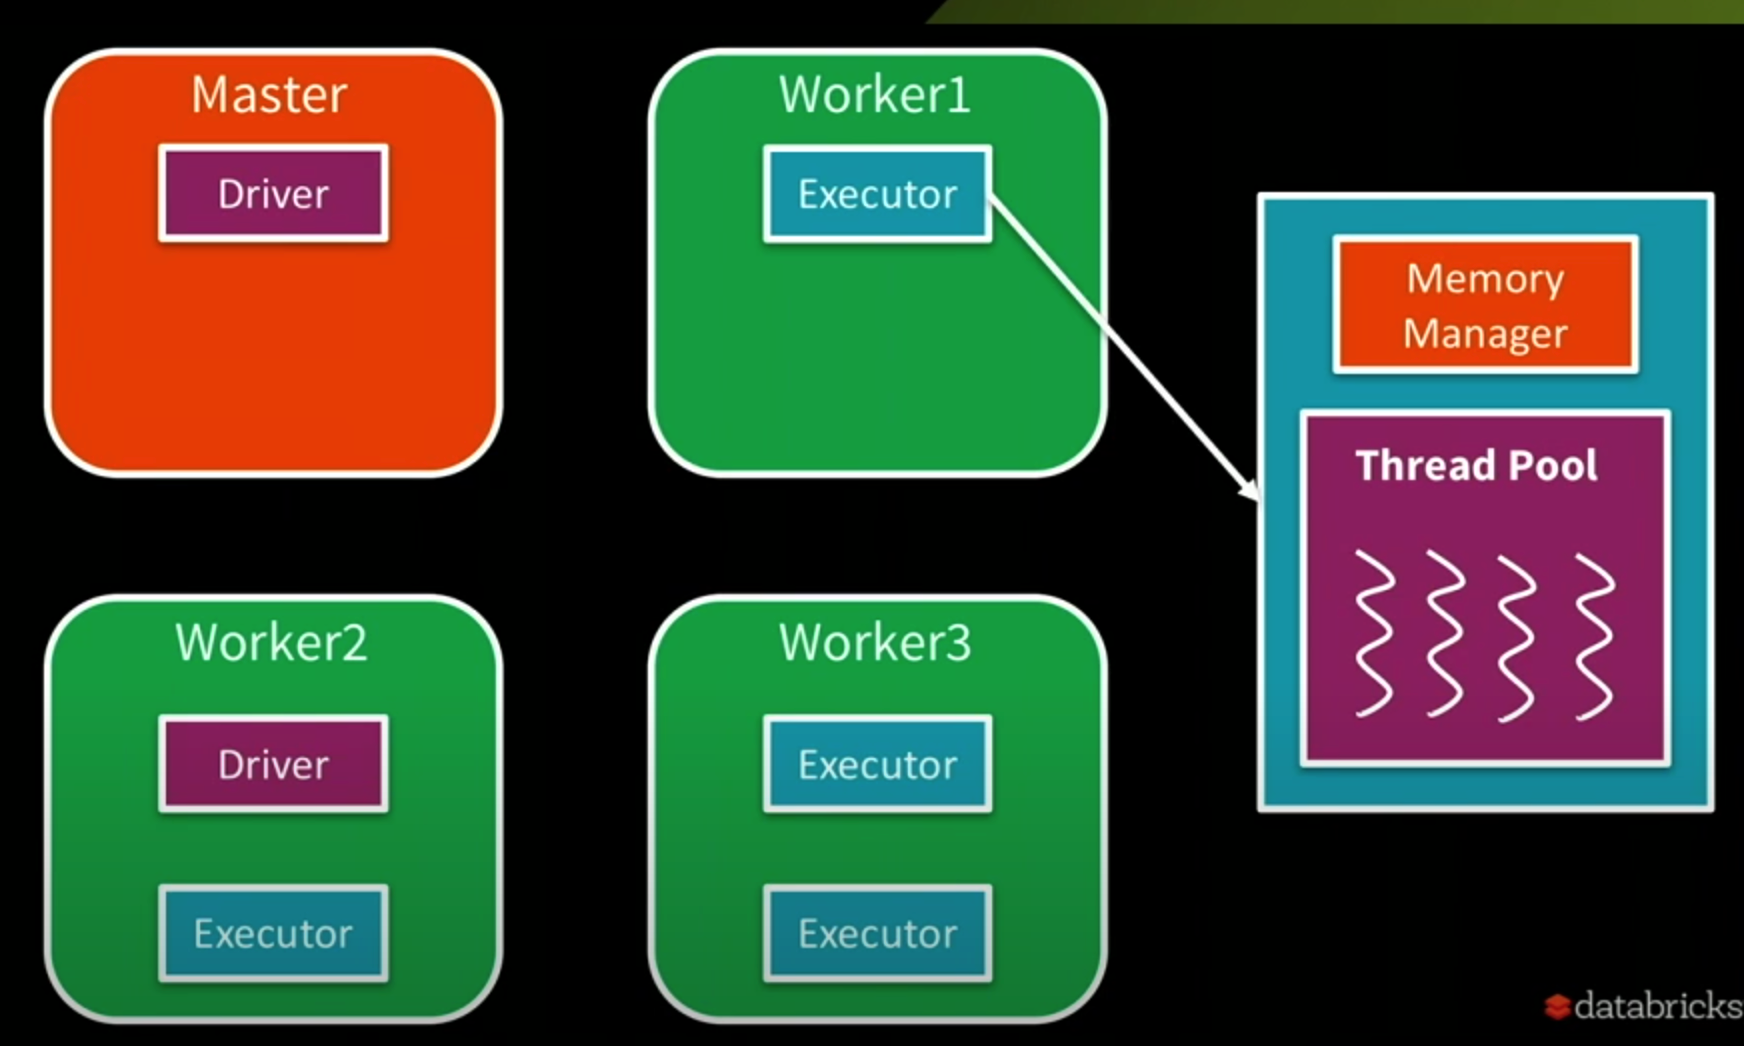 Master
Driver
Worker1
Executor
Memory
Manager
Thread Pool
Worker2
Driver
Executor
Worker3
Executor
Executor
databricks